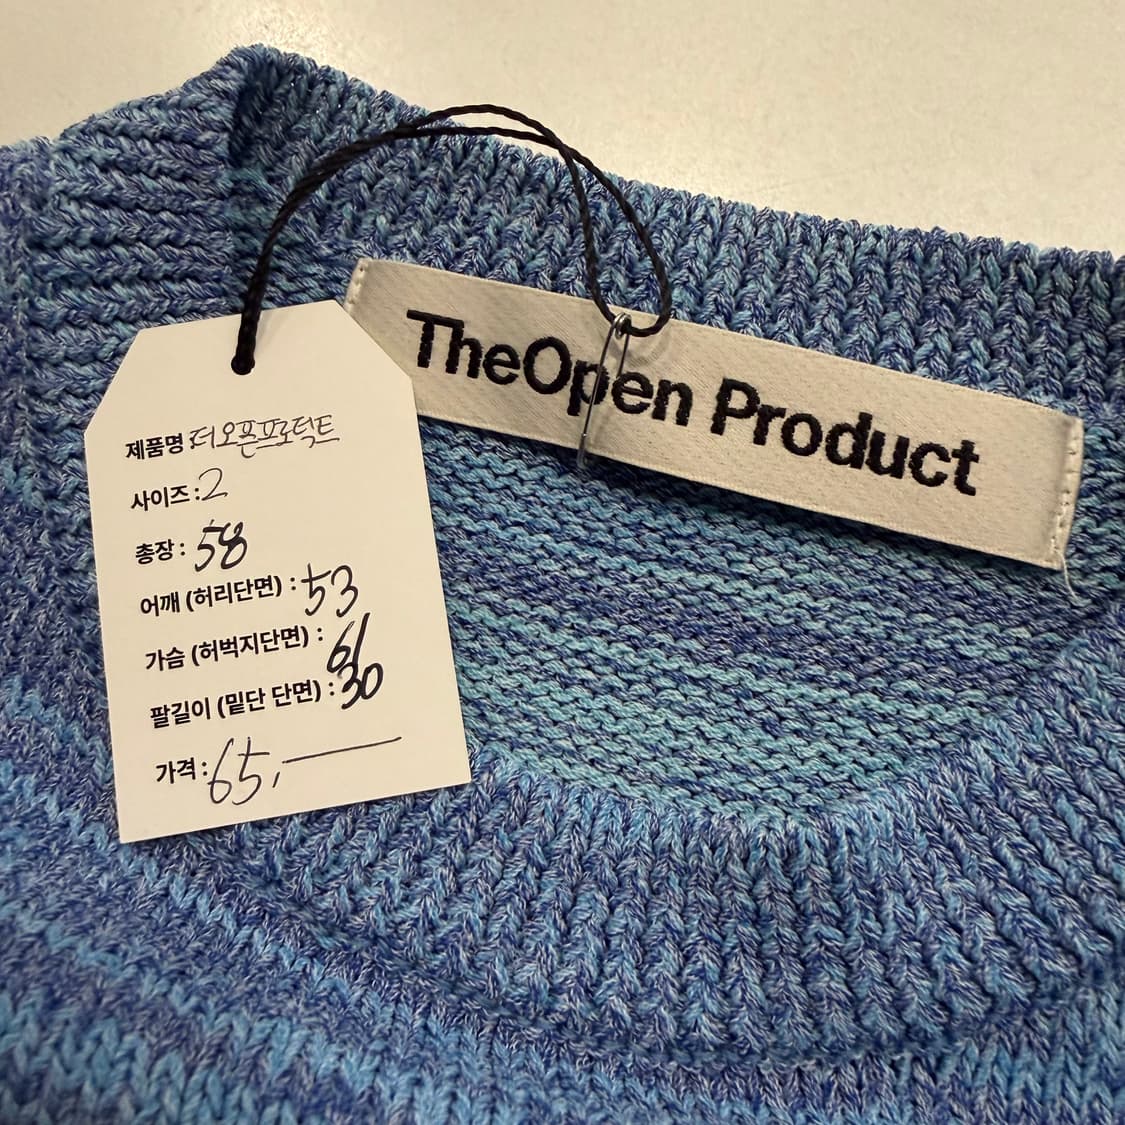 TheOpen Product
제품명 : 더오픈프로덕트
사이즈 : 2
총장 : 58
어깨 (허리단면) : 53
가슴 (허벅지단면) : 61
팔길이 (밑단 단면) : 30
가격 : 65,—